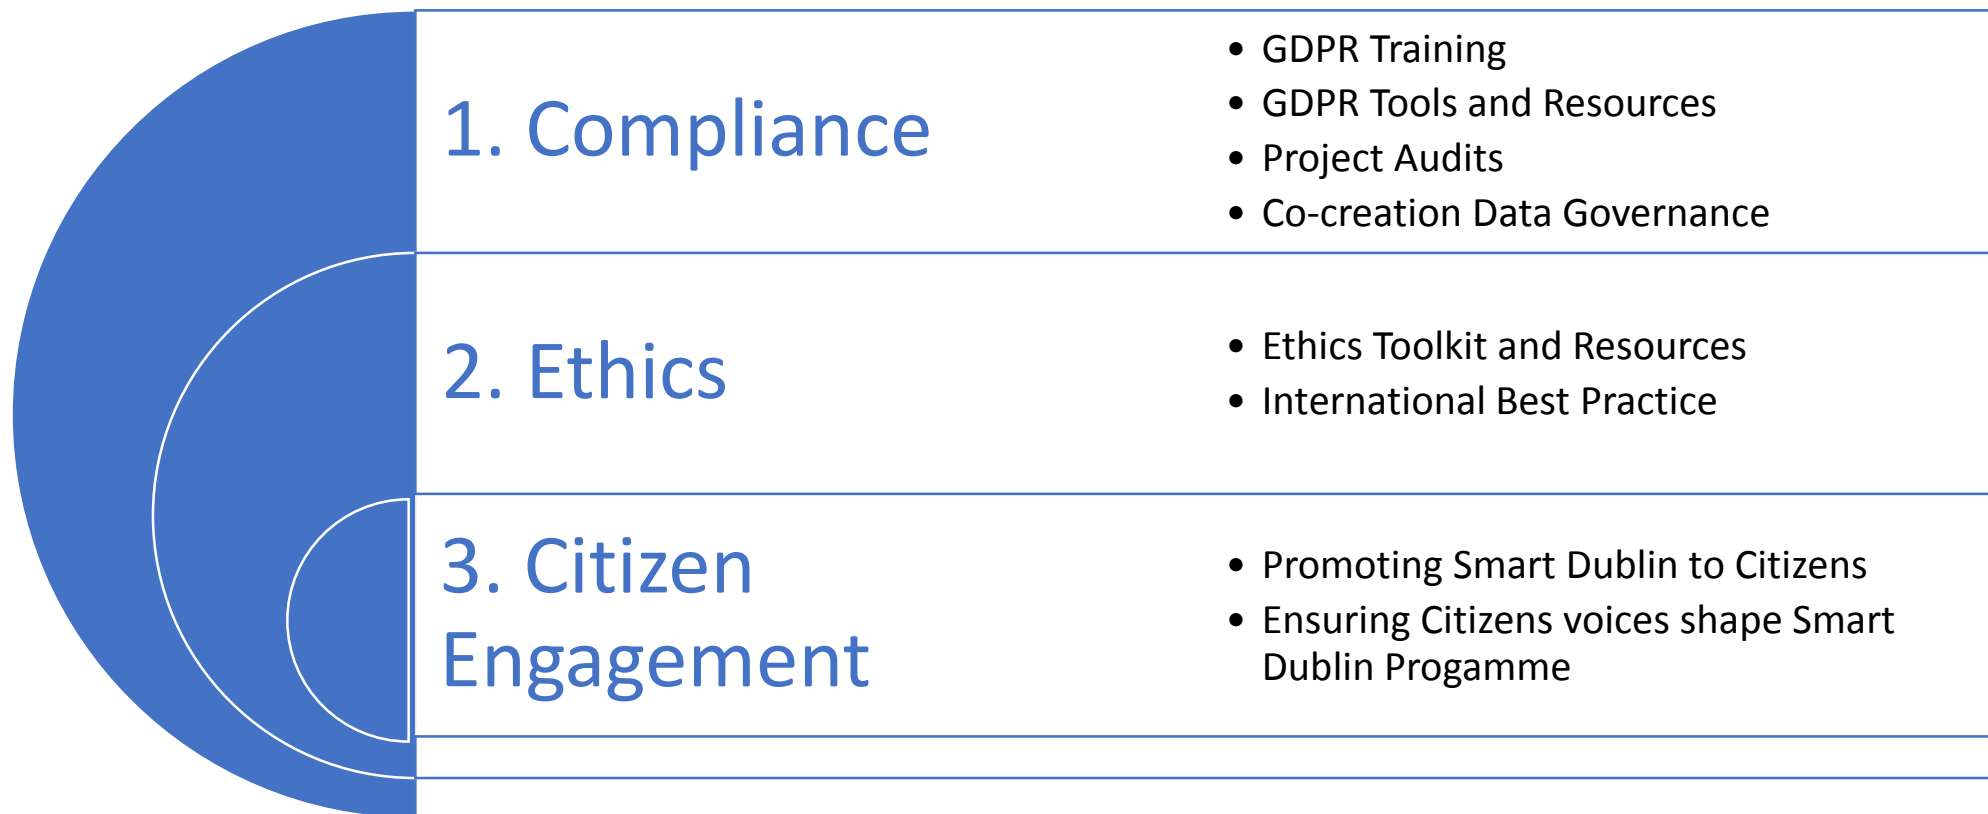 1. Compliance
• GDPR Training
• GDPR Tools and Resources
• Project Audits
• Co-creation Data Governance
2. Ethics
• Ethics Toolkit and Resources
• International Best Practice
3. Citizen
Engagement
• Promoting Smart Dublin to Citizens
• Ensuring Citizens voices shape Smart
Dublin Progamme